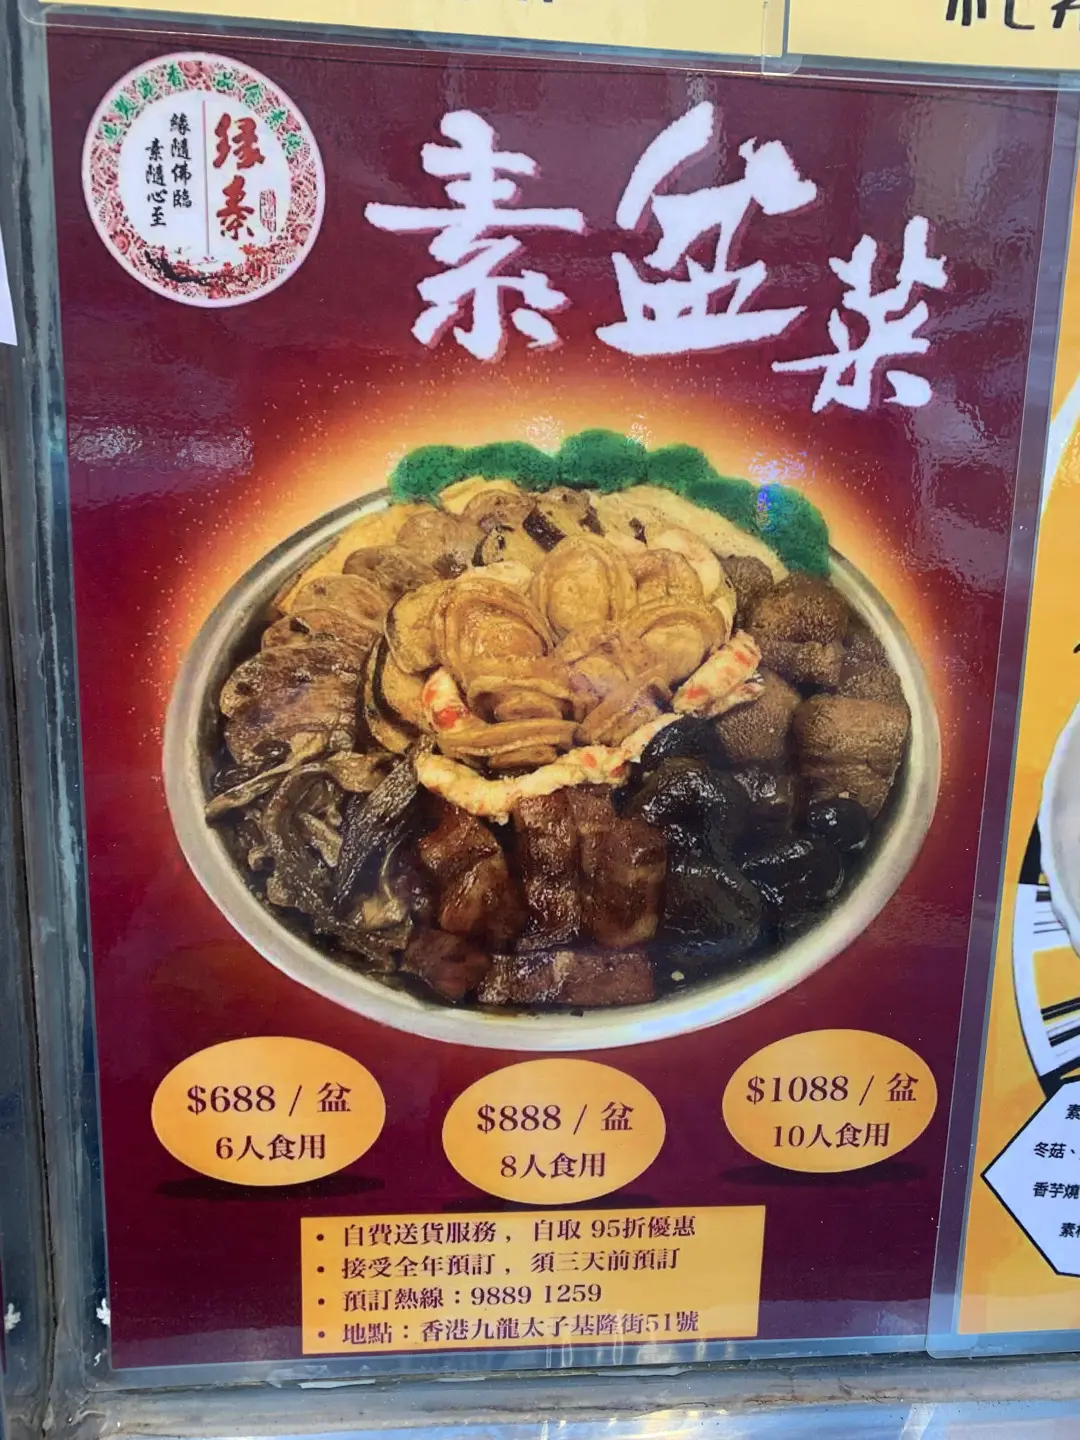 緣素
緣隨佛臨
素隨心至
素盆菜
$688 / 盆
6人食用
$888 / 盆
8人食用
$1088 / 盆
10人食用
• 自費送貨服務，自取 95折優惠
• 接受全年預訂，須三天前預訂
• 預訂熱線：9889 1259
• 地點：香港九龍太子基隆街51號
冬菇、
香芋燒